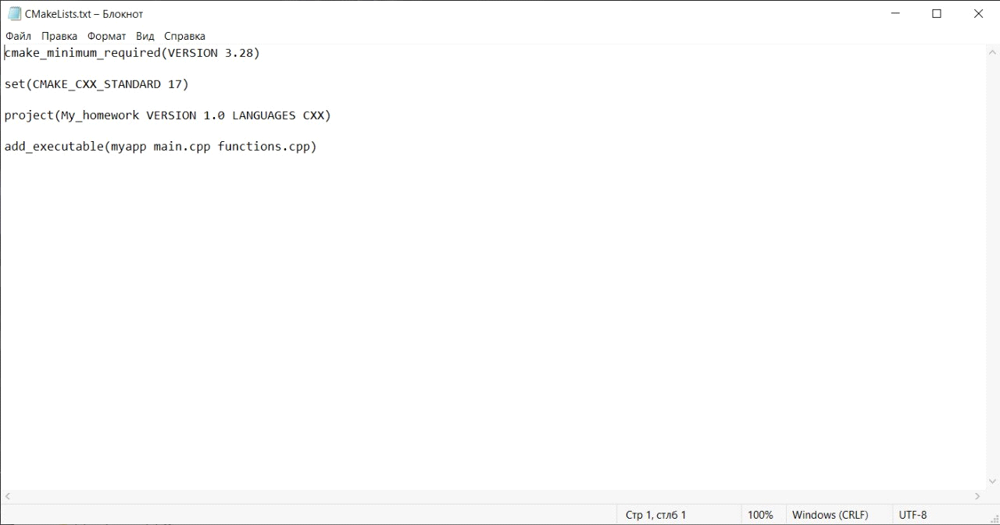 CMakeLists.txt – Блокнот
Файл Правка Формат Вид Справка
cmake_minimum_required(VERSION 3.28)
set(CMAKE_CXX_STANDARD 17)
project(My_homework VERSION 1.0 LANGUAGES CXX)
add_executable(myapp main.cpp functions.cpp)
Стр 1, стлб 1 100% Windows (CRLF) UTF-8